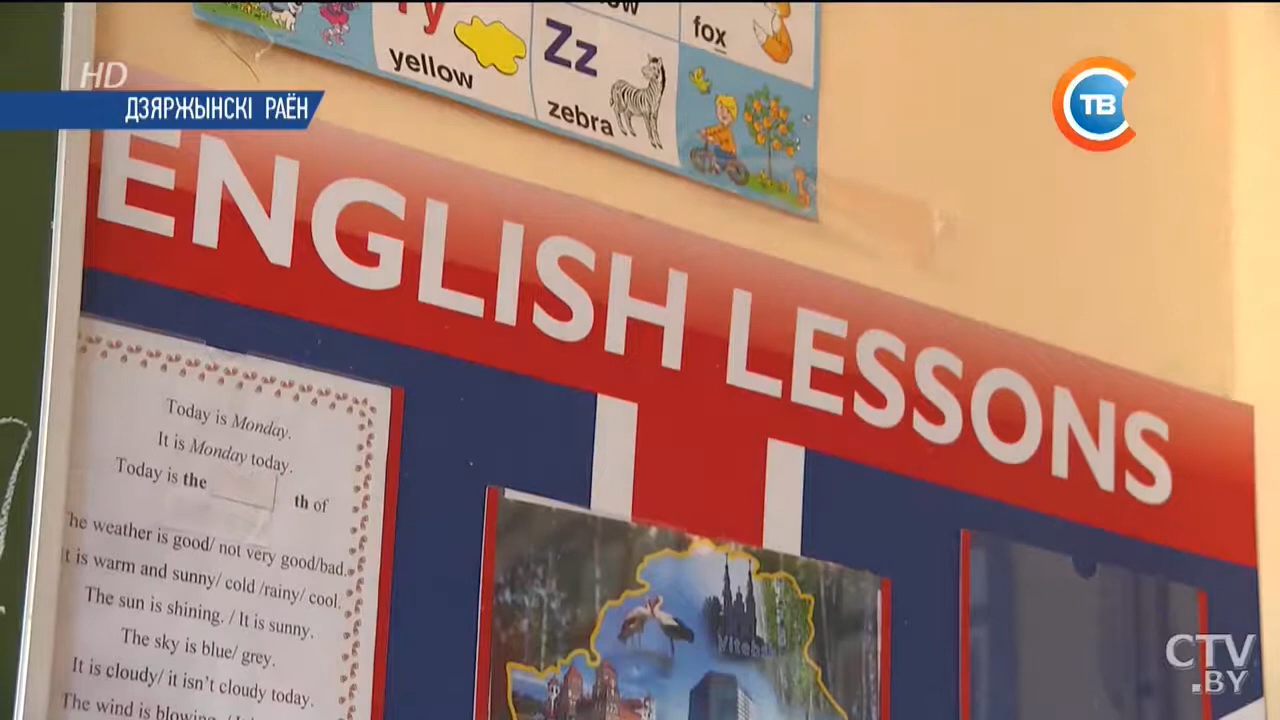 HD
ДЗЯРЖЫНСКІ РАЁН
СТВ
Yy
yellow
Zz
zebra
fox
ENGLISH LESSONS
Today is Monday.
It is Monday today.
Today is the th of
he weather is good/ not very good/bad.
t is warm and sunny/ cold /rainy/ cool.
The sun is shining. / It is sunny.
The sky is blue/ grey.
It is cloudy/ it isn't cloudy today.
The wind is blowing.
Vitebsk
CTV
.BY